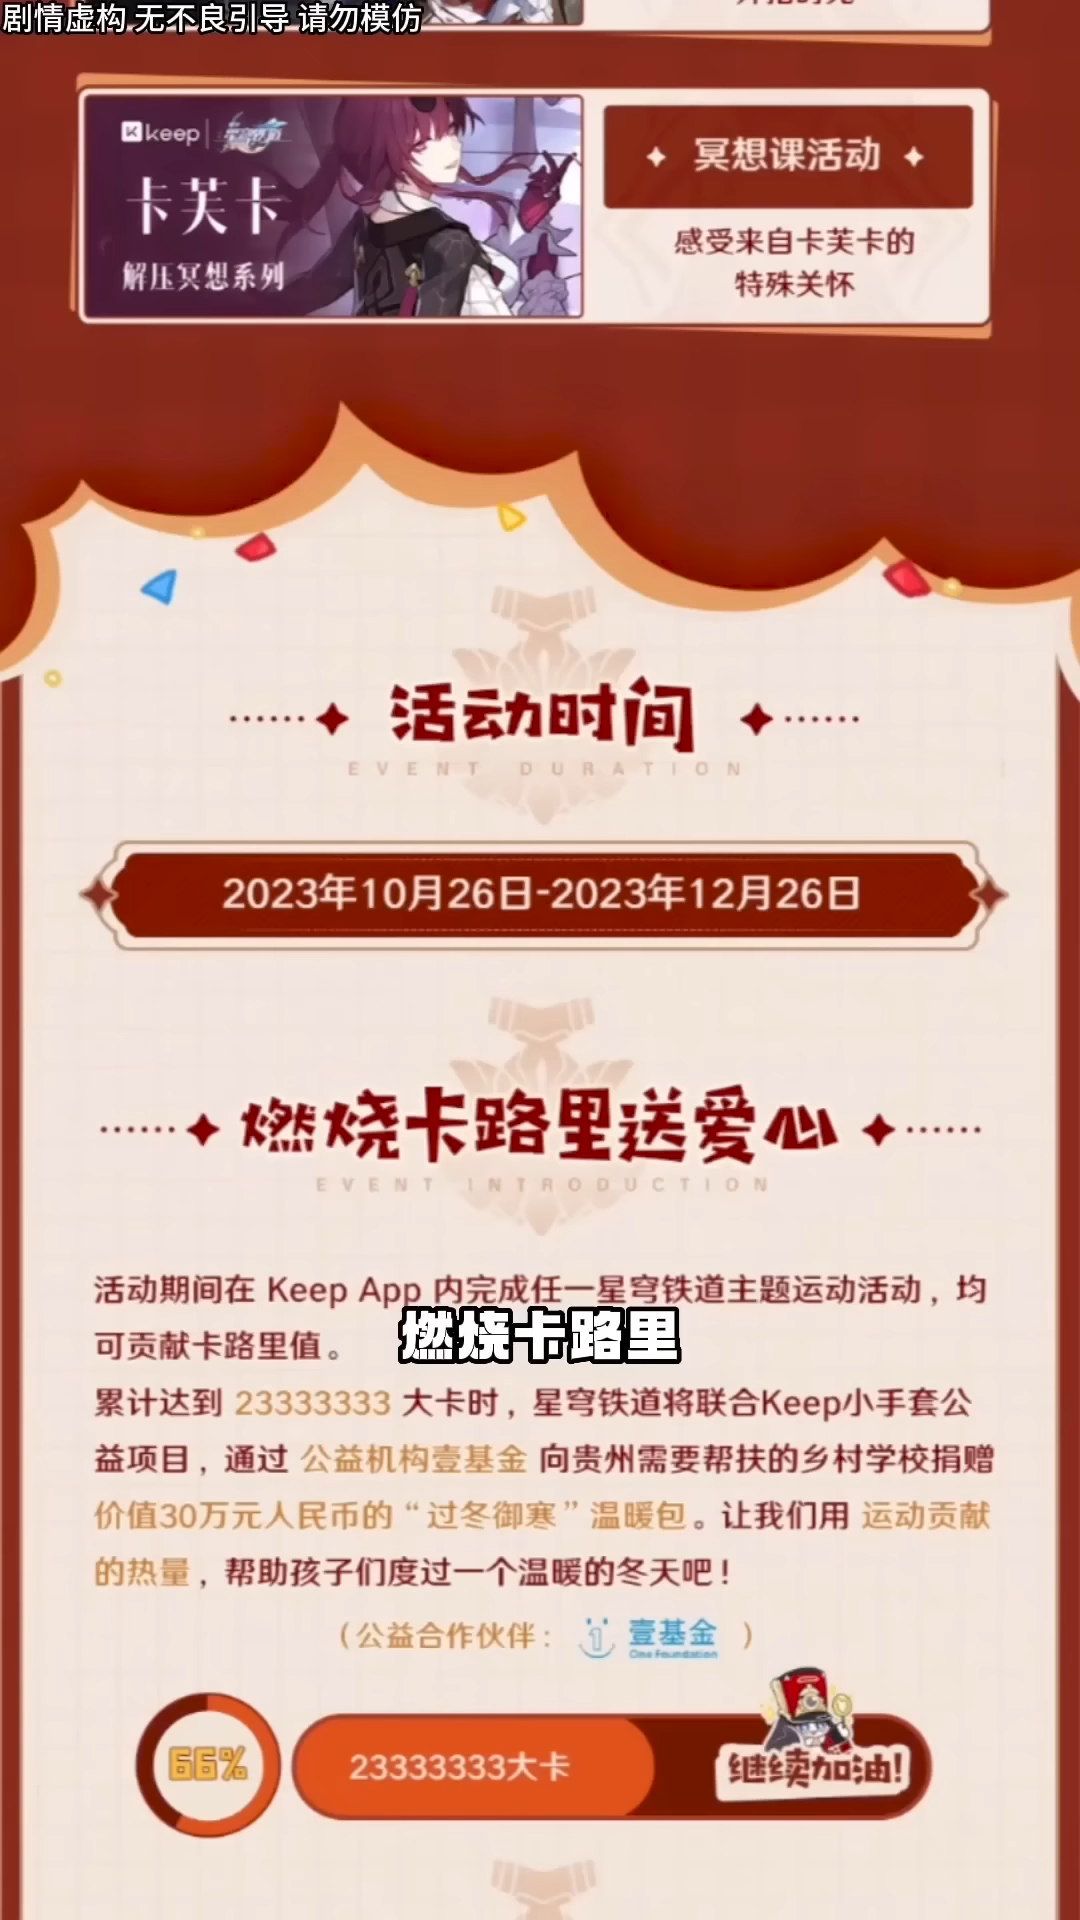 剧情虚构 无不良引导 请勿模仿
keep
卡芙卡
解压冥想系列
冥想课活动
感受来自卡芙卡的
特殊关怀
活动时间
EVENT DURATION
2023年10月26日-2023年12月26日
燃烧卡路里送爱心
EVENT INTRODUCTION
活动期间在 Keep App 内完成任一星穹铁道主题运动活动，均
可贡献卡路里值。
燃烧卡路里
累计达到 23333333 大卡时，星穹铁道将联合Keep小手套公
益项目，通过 公益机构壹基金 向贵州需要帮扶的乡村学校捐赠
价值30万元人民币的“过冬御寒”温暖包。让我们用 运动贡献
的热量，帮助孩子们度过一个温暖的冬天吧！
（公益合作伙伴： 壹基金 ）
One Foundation
66%
23333333大卡
继续加油！